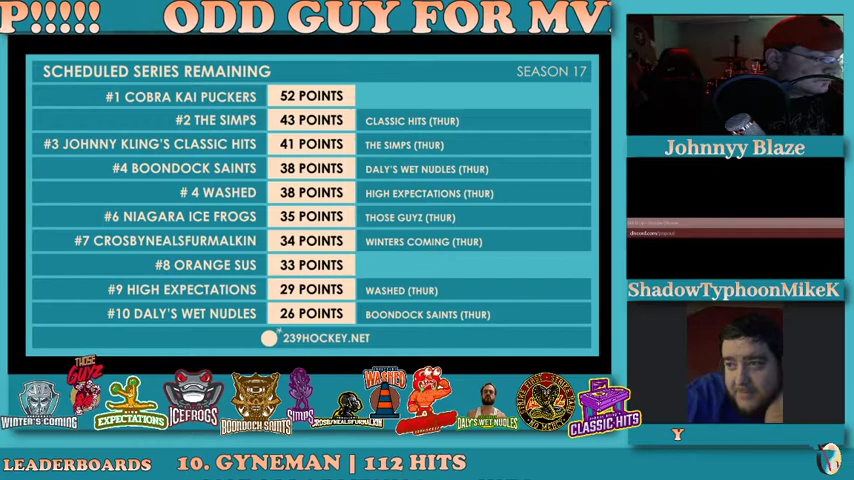 P!!!!! ODD GUY FOR MV
SCHEDULED SERIES REMAINING SEASON 17
#1 COBRA KAI PUCKERS 52 POINTS
#2 THE SIMPS 43 POINTS CLASSIC HITS (THUR)
#3 JOHNNY KLING'S CLASSIC HITS 41 POINTS THE SIMPS (THUR)
#4 BOONDOCK SAINTS 38 POINTS DALY'S WET NUDLES (THUR)
# 4 WASHED 38 POINTS HIGH EXPECTATIONS (THUR)
#6 NIAGARA ICE FROGS 35 POINTS THOSE GUYZ (THUR)
#7 CROSBYNEALSFURMALKIN 34 POINTS WINTERS COMING (THUR)
#8 ORANGE SUS 33 POINTS
#9 HIGH EXPECTATIONS 29 POINTS WASHED (THUR)
#10 DALY'S WET NUDLES 26 POINTS BOONDOCK SAINTS (THUR)
239HOCKEY.NET
Johnnyy Blaze
ShadowTyphoonMikeK
Y
WINTER'S COMING
THOSE GUYZ
EXPECTATIONS
ICEFROGS
BOONDOCK SAINTS
SIMPS
CROSBYNEALSFURMALKIN
WASHED
DALY'S WET NUDLES
CLASSIC HITS
LEADERBOARDS 10. GYNEMAN | 112 HITS